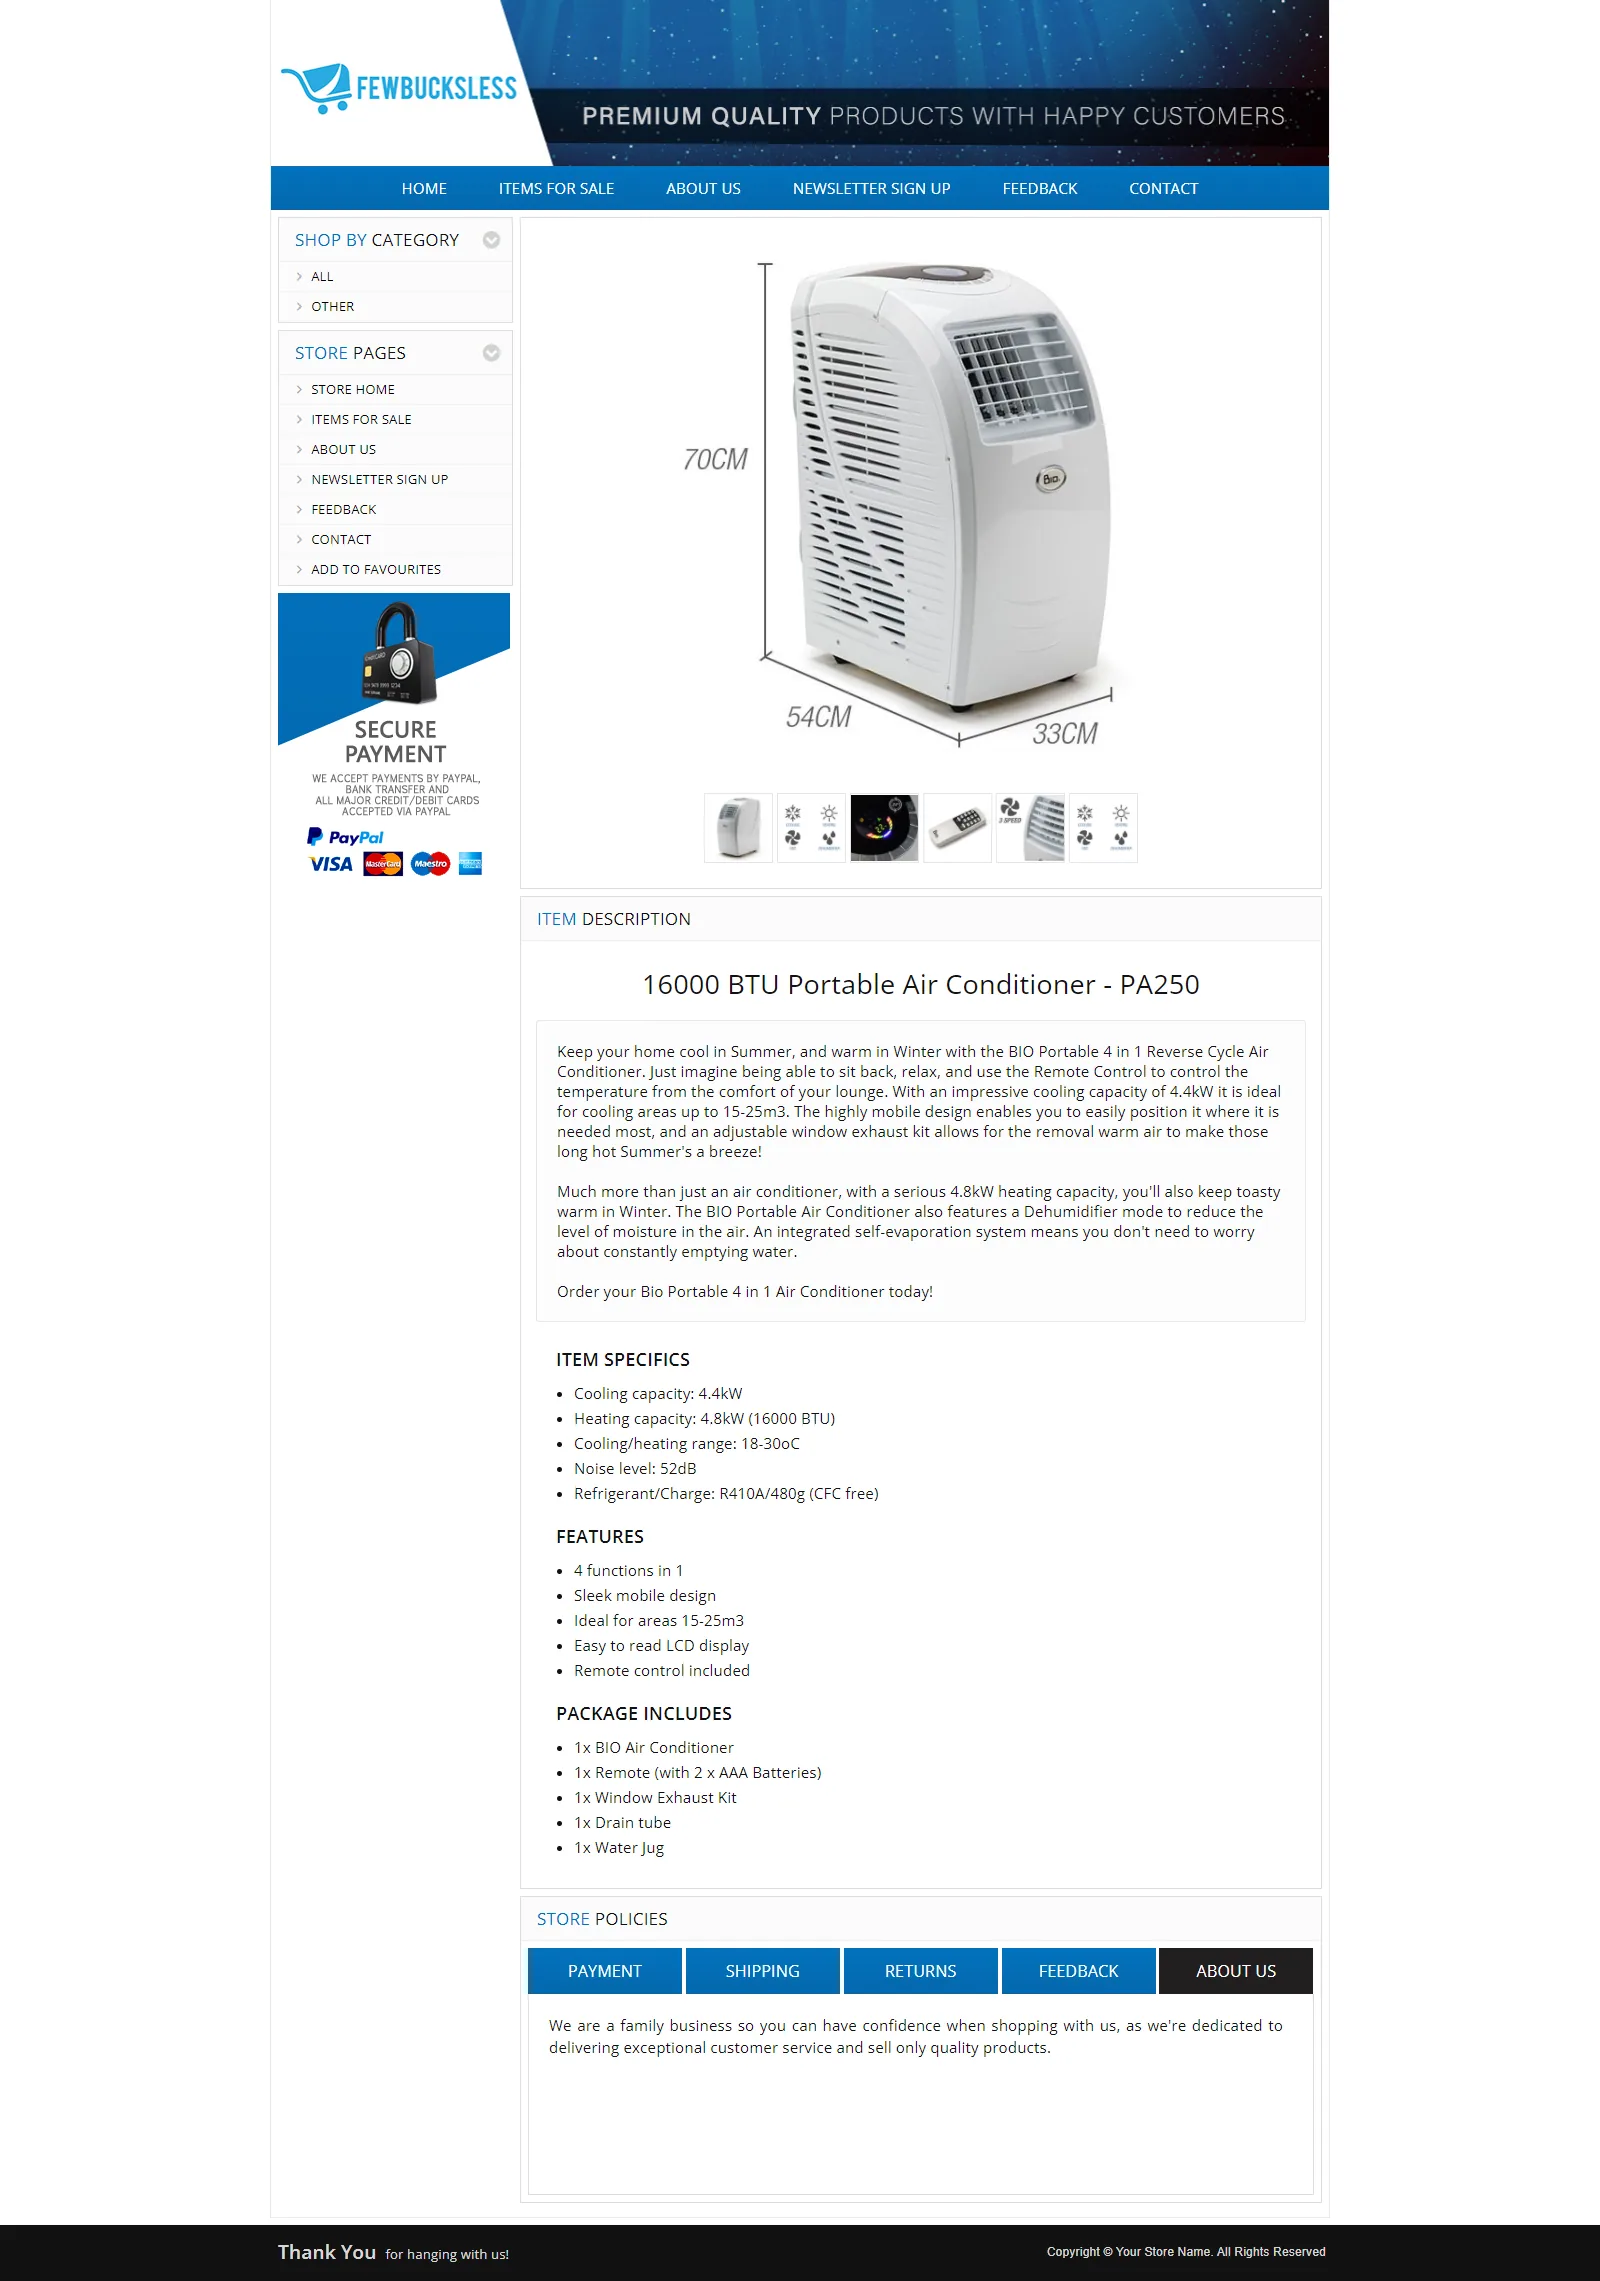 FEWBUCKSLESS
PREMIUM QUALITY PRODUCTS WITH HAPPY CUSTOMERS
HOME ITEMS FOR SALE ABOUT US NEWSLETTER SIGN UP FEEDBACK CONTACT
SHOP BY CATEGORY
ALL
OTHER
STORE PAGES
STORE HOME
ITEMS FOR SALE
ABOUT US
NEWSLETTER SIGN UP
FEEDBACK
CONTACT
ADD TO FAVOURITES
SECURE
PAYMENT
WE ACCEPT PAYMENTS BY PAYPAL,
BANK TRANSFER AND
ALL MAJOR CREDIT/DEBIT CARDS
ACCEPTED VIA PAYPAL
PayPal
VISA MasterCard Maestro
70CM
Bio.
54CM
33CM
3 SPEED
ITEM DESCRIPTION
16000 BTU Portable Air Conditioner - PA250
Keep your home cool in Summer, and warm in Winter with the BIO Portable 4 in 1 Reverse Cycle Air
Conditioner. Just imagine being able to sit back, relax, and use the Remote Control to control the
temperature from the comfort of your lounge. With an impressive cooling capacity of 4.4kW it is ideal
for cooling areas up to 15-25m3. The highly mobile design enables you to easily position it where it is
needed most, and an adjustable window exhaust kit allows for the removal warm air to make those
long hot Summer's a breeze!
Much more than just an air conditioner, with a serious 4.8kW heating capacity, you'll also keep toasty
warm in Winter. The BIO Portable Air Conditioner also features a Dehumidifier mode to reduce the
level of moisture in the air. An integrated self-evaporation system means you don't need to worry
about constantly emptying water.
Order your Bio Portable 4 in 1 Air Conditioner today!
ITEM SPECIFICS
• Cooling capacity: 4.4kW
• Heating capacity: 4.8kW (16000 BTU)
• Cooling/heating range: 18-30oC
• Noise level: 52dB
• Refrigerant/Charge: R410A/480g (CFC free)
FEATURES
• 4 functions in 1
• Sleek mobile design
• Ideal for areas 15-25m3
• Easy to read LCD display
• Remote control included
PACKAGE INCLUDES
• 1x BIO Air Conditioner
• 1x Remote (with 2 x AAA Batteries)
• 1x Window Exhaust Kit
• 1x Drain tube
• 1x Water Jug
STORE POLICIES
PAYMENT SHIPPING RETURNS FEEDBACK ABOUT US
We are a family business so you can have confidence when shopping with us, as we're dedicated to
delivering exceptional customer service and sell only quality products.
Thank You for hanging with us!
Copyright © Your Store Name. All Rights Reserved